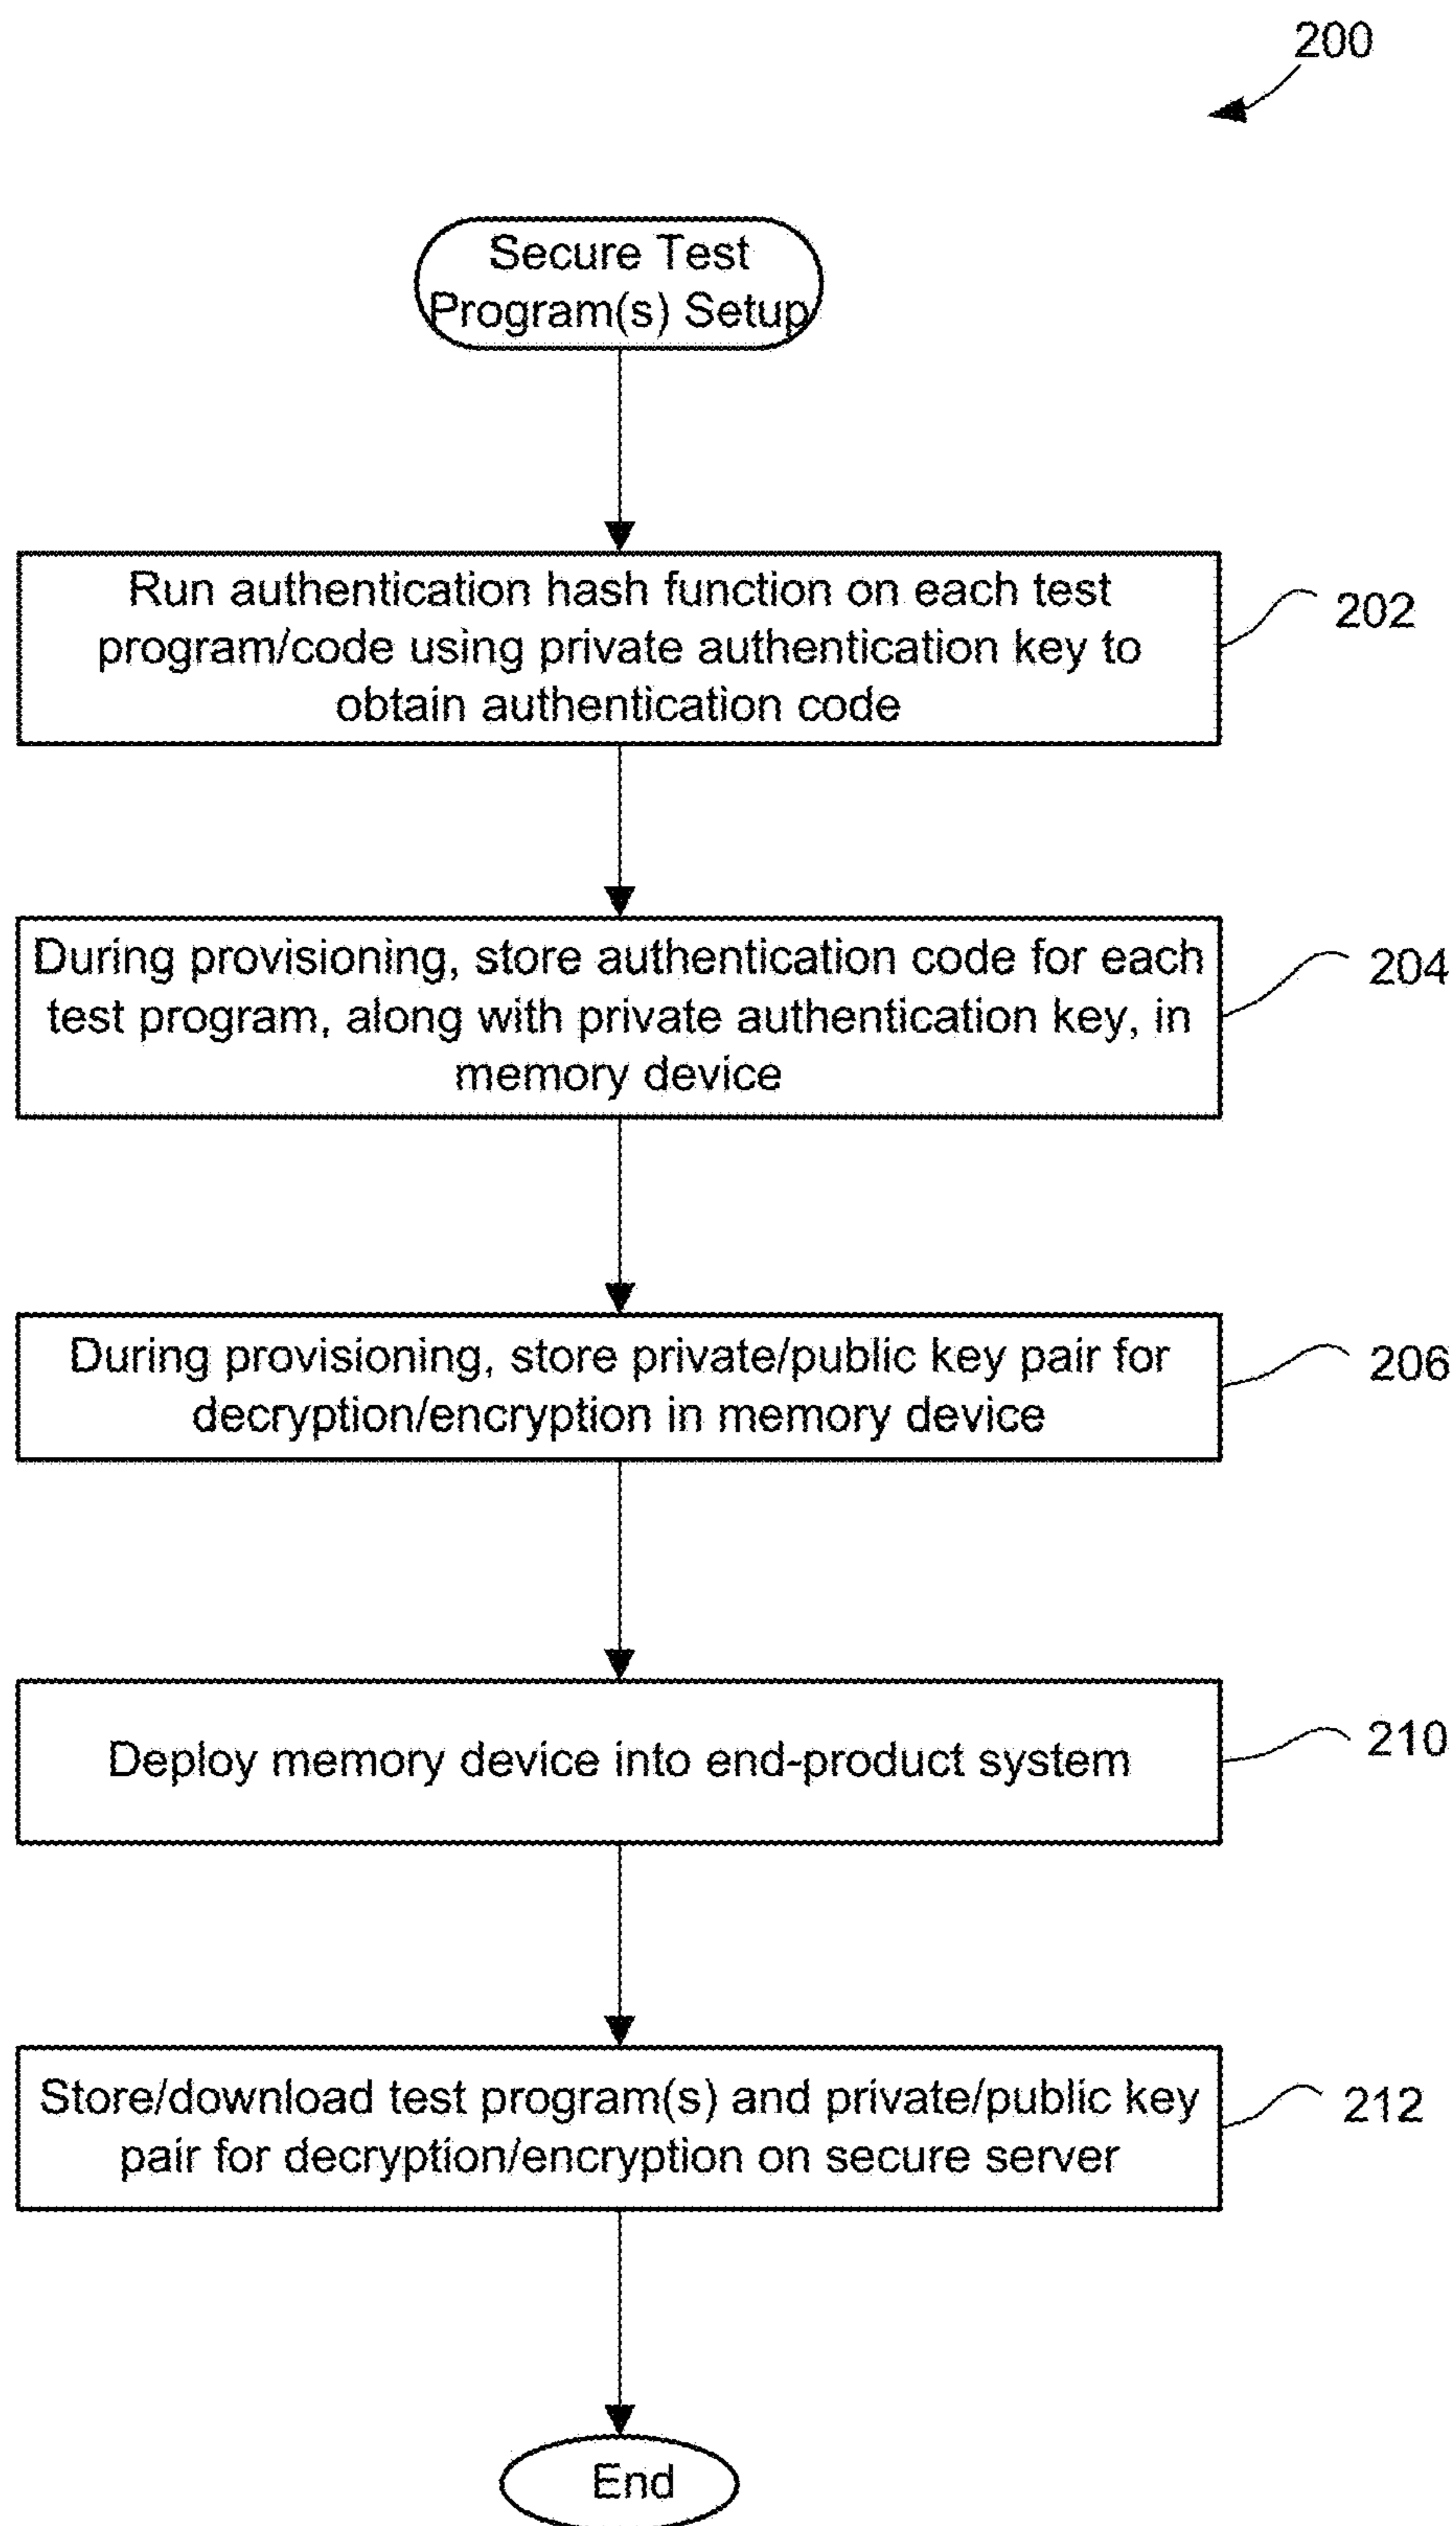 200
Secure Test
Program(s) Setup
Run authentication hash function on each test
program/code using private authentication key to
obtain authentication code
202
During provisioning, store authentication code for each
test program, along with private authentication key, in
memory device
204
During provisioning, store private/public key pair for
decryption/encryption in memory device
206
Deploy memory device into end-product system
210
Store/download test program(s) and private/public key
pair for decryption/encryption on secure server
212
End